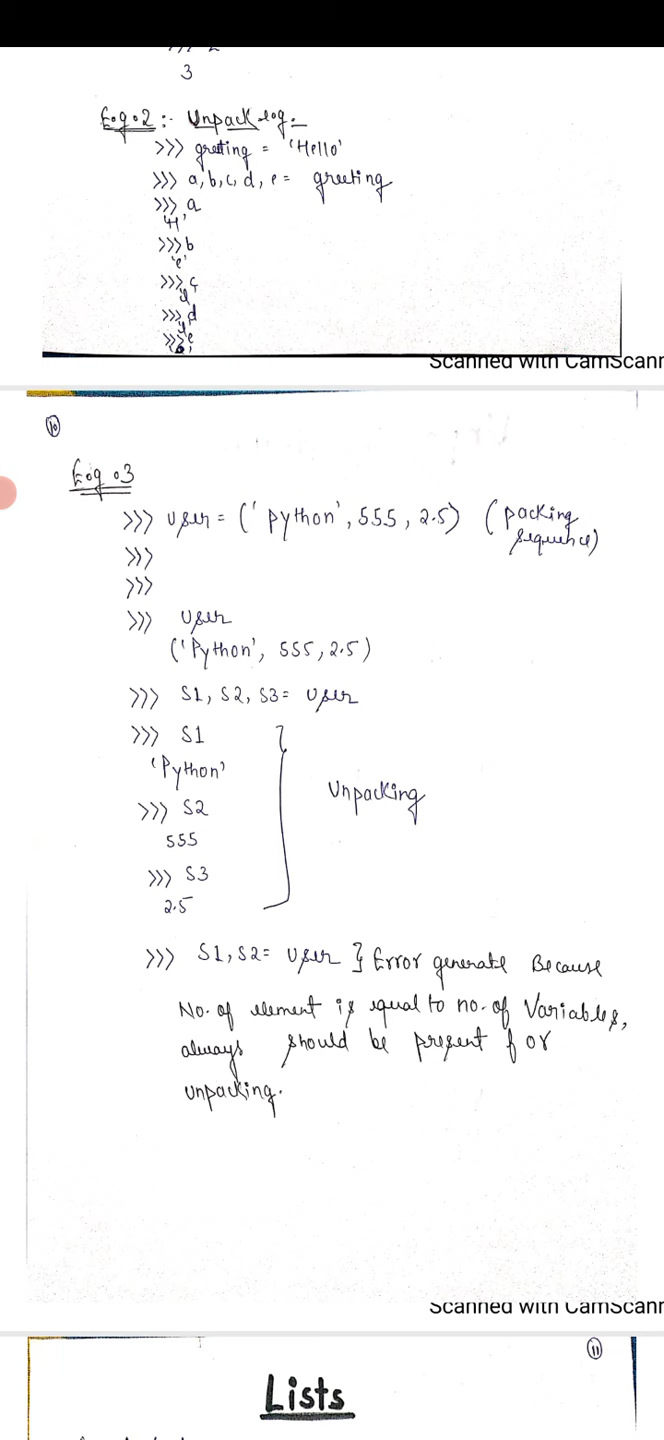 3
E.g.2:- Unpacking:-
>>> greeting = 'Hello'
>>> a,b,c,d,e = greeting
>>> a
'H'
>>> b
'e'
>>> c
'l'
>>> d
'l'
>>> e
'o'
Scanned with CamScann
10
E.g.03
>>> user = ('python', 555, 2.5) (packing
sequence)
>>>
>>>
>>> user
('Python', 555, 2.5)
>>> S1, S2, S3 = user
>>> S1
'Python'
Unpacking
>>> S2
555
>>> S3
2.5
>>> S1, S2 = user } Error generate Because
No. of element is equal to no. of Variables,
always should be present for
unpacking.
Scanned with CamScann
11
Lists